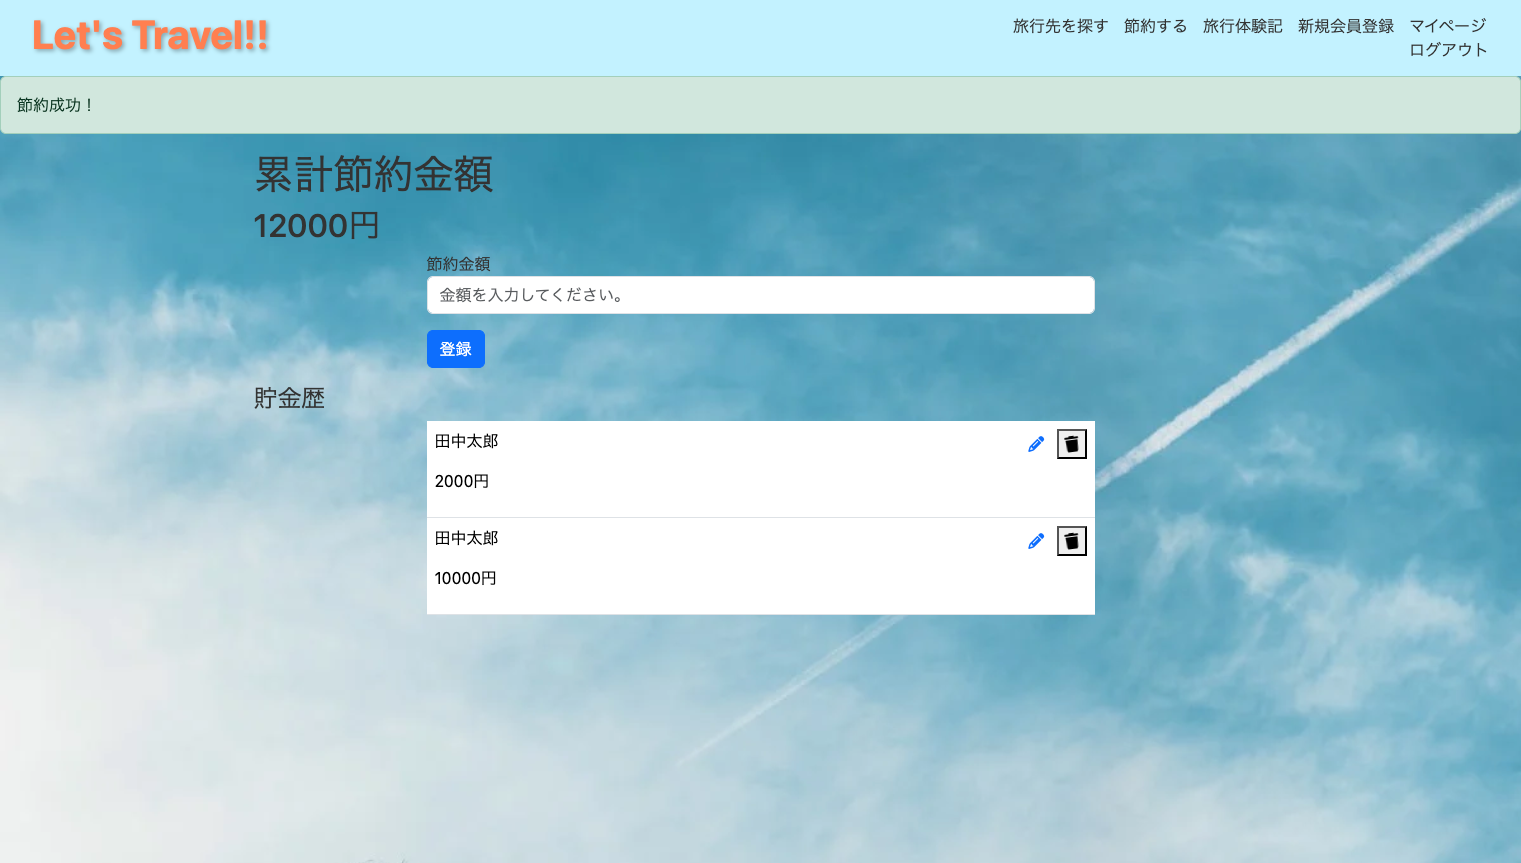 Let's Travel!!
旅行先を探す 節約する 旅行体験記 新規会員登録 マイページ
ログアウト
節約成功！
累計節約金額
12000円
節約金額
金額を入力してください。
登録
貯金歴
田中太郎
2000円
田中太郎
10000円